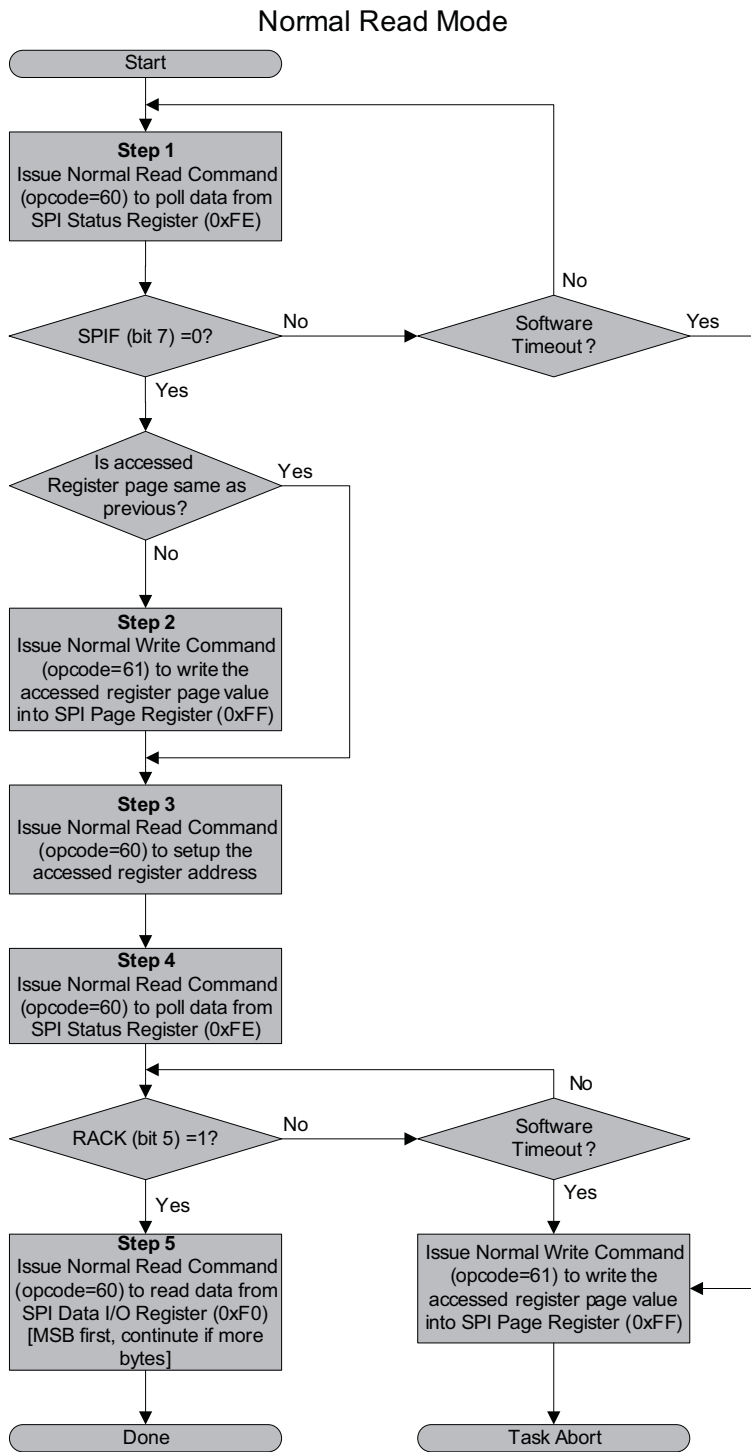 Normal Read Mode
Start
Step 1
Issue Normal Read Command
(opcode=60) to poll data from
SPI Status Register (0xFE)
No
SPIF (bit 7) =0?
No
Software
Timeout?
Yes
Yes
Is accessed
Register page same as
previous?
Yes
No
Step 2
Issue Normal Write Command
(opcode=61) to write the
accessed register page value
into SPI Page Register (0xFF)
Step 3
Issue Normal Read Command
(opcode=60) to setup the
accessed register address
Step 4
Issue Normal Read Command
(opcode=60) to poll data from
SPI Status Register (0xFE)
No
RACK (bit 5) =1?
No
Software
Timeout?
Yes
Yes
Step 5
Issue Normal Read Command
(opcode=60) to read data from
SPI Data I/O Register (0xF0)
[MSB first, continute if more
bytes]
Issue Normal Write Command
(opcode=61) to write the
accessed register page value
into SPI Page Register (0xFF)
Done
Task Abort